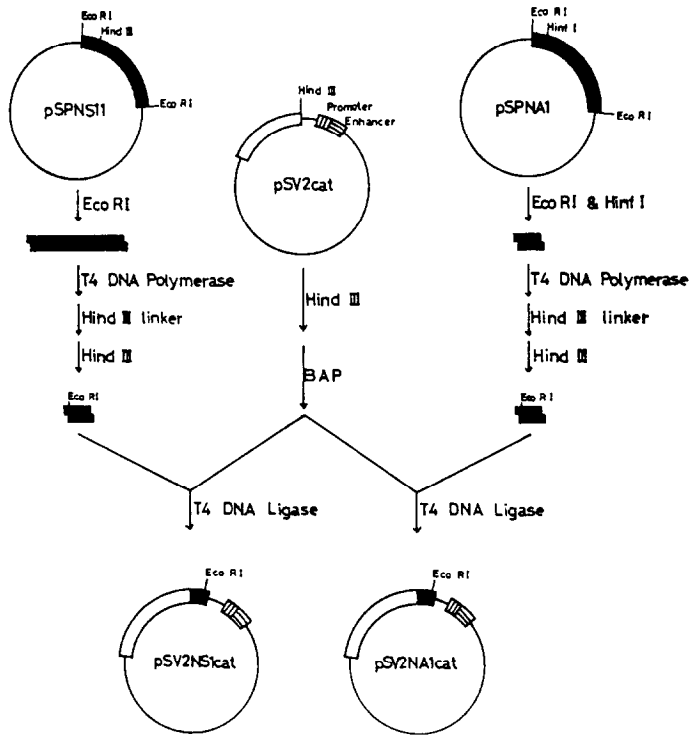 Eco RI
Hind III
pSPNS11
Eco RI
Eco RI
T4 DNA Polymerase
Hind III linker
Hind III
Eco RI
Hind III
Promoter
Enhancer
pSV2cat
Hind III
BAP
Eco RI
Hinf I
pSPNA1
Eco RI
Eco RI & Hinf I
T4 DNA Polymerase
Hind III linker
Hind III
Eco RI
T4 DNA Ligase
T4 DNA Ligase
Eco RI
pSV2NS1cat
Eco RI
pSV2NA1cat